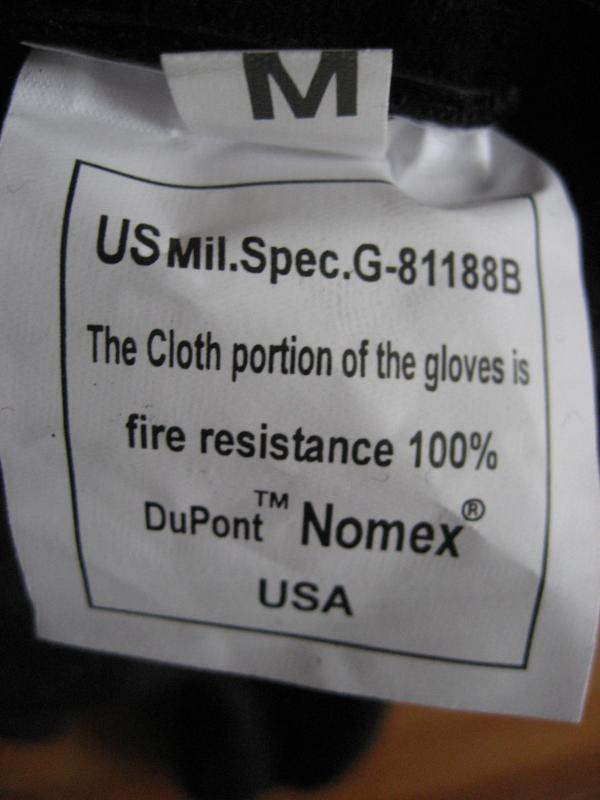 M
US Mil.Spec.G-81188B
The Cloth portion of the gloves is
fire resistance 100%
DuPont™ Nomex®
USA